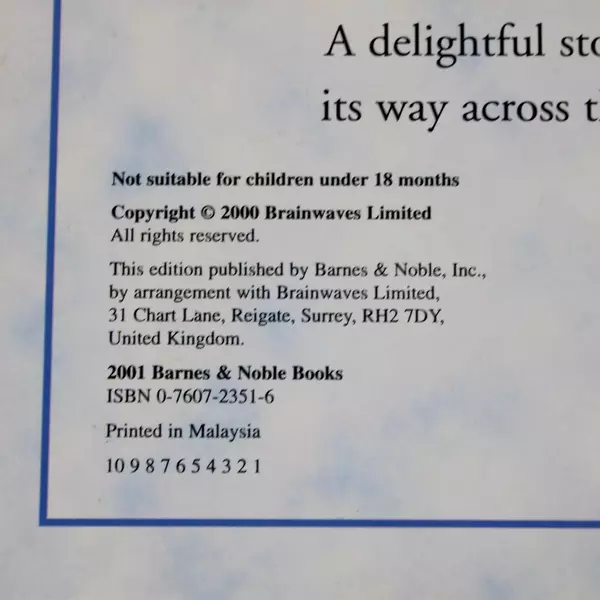 A delightful
its way across
Not suitable for children under 18 months
Copyright © 2000 Brainwaves Limited
All rights reserved.
This edition published by Barnes & Noble, Inc.,
by arrangement with Brainwaves Limited,
31 Chart Lane, Reigate, Surrey, RH2 7DY,
United Kingdom.
2001 Barnes & Noble Books
ISBN 0-7607-2351-6
Printed in Malaysia
10 9 8 7 6 5 4 3 2 1